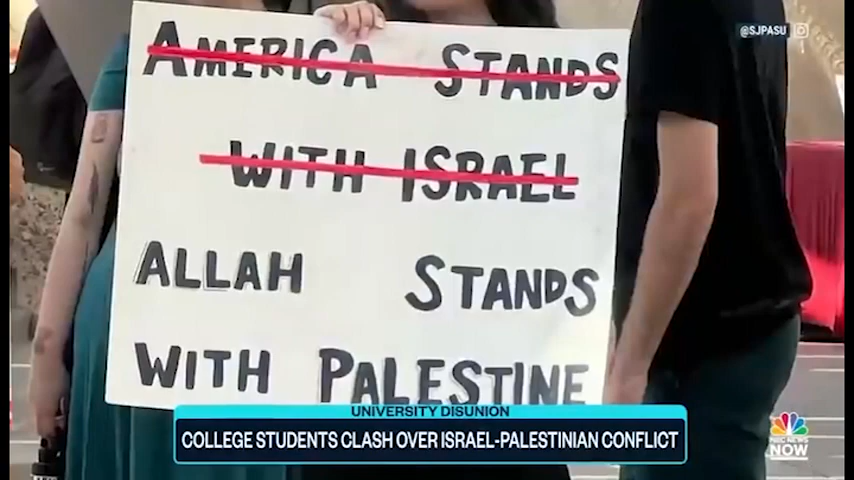 @SJPASU
AMERICA STANDS
WITH ISRAEL
ALLAH STANDS
WITH PALESTINE
UNIVERSITY DISUNION
COLLEGE STUDENTS CLASH OVER ISRAEL-PALESTINIAN CONFLICT
NBC NEWS
NOW